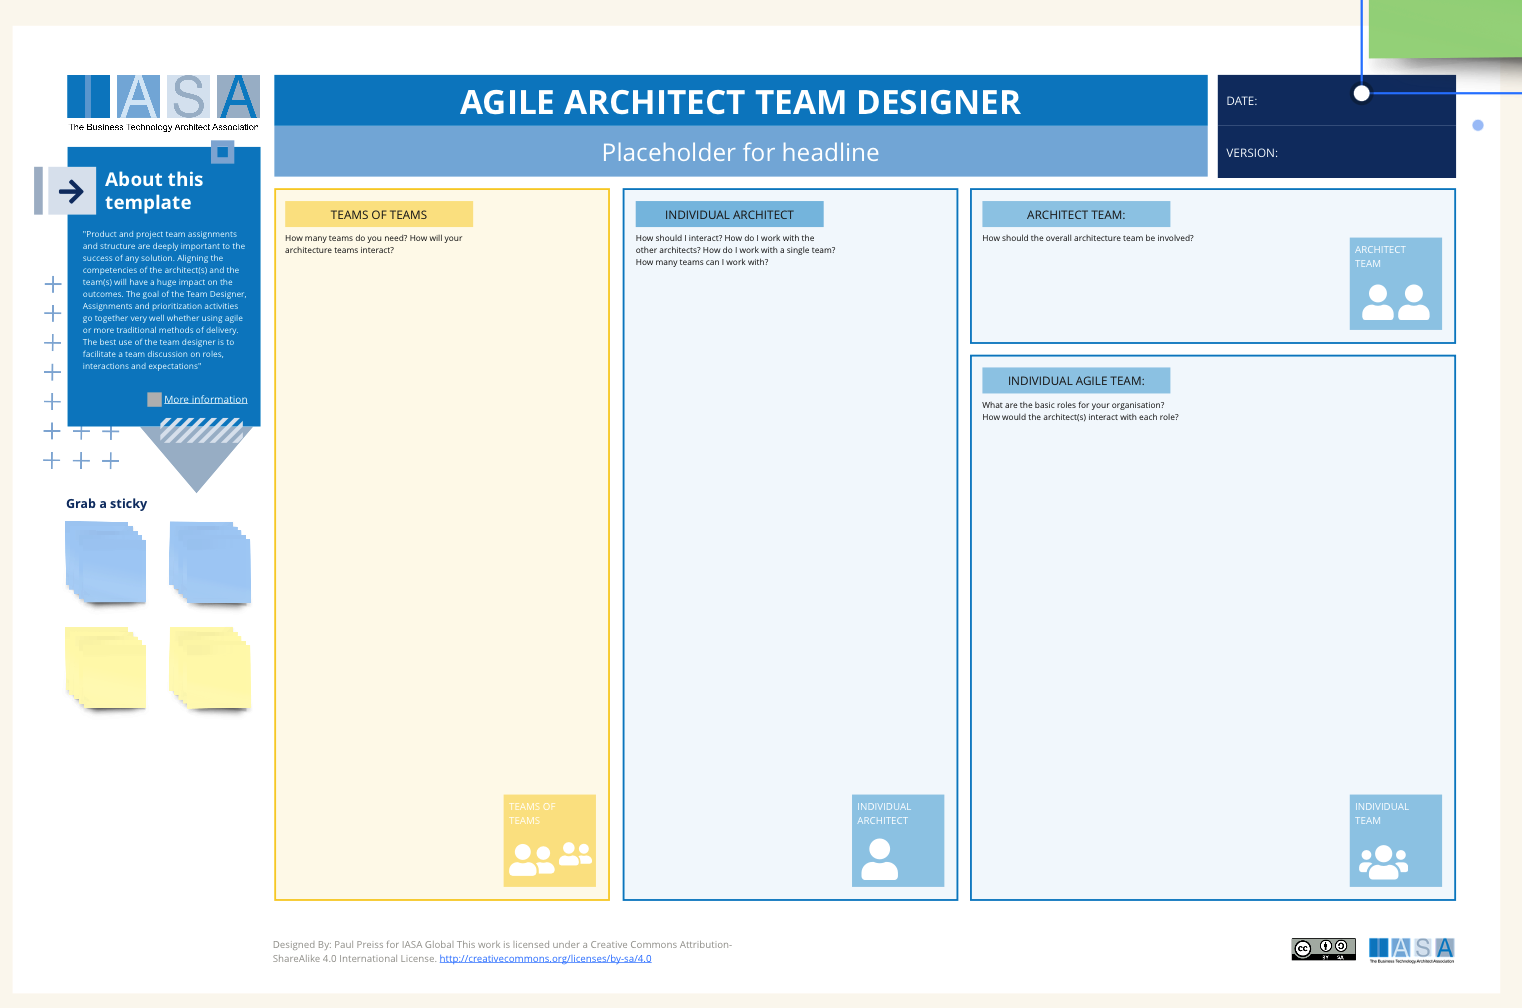 IASA
The Business Technology Architect Association
AGILE ARCHITECT TEAM DESIGNER
Placeholder for headline
DATE:
VERSION:
About this
template
"Product and project team assignments
and structure are deeply important to the
success of any solution. Aligning the
competencies of the architect(s) and the
team(s) will have a huge impact on the
outcomes. The goal of the Team Designer,
Assignments and prioritization activities
go together very well whether using agile
or more traditional methods of delivery.
The best use of the team designer is to
facilitate a team discussion on roles,
interactions and expectations"
More information
Grab a sticky
TEAMS OF TEAMS
How many teams do you need? How will your
architecture teams interact?
TEAMS OF
TEAMS
INDIVIDUAL ARCHITECT
How should I interact? How do I work with the
other architects? How do I work with a single team?
How many teams can I work with?
INDIVIDUAL
ARCHITECT
ARCHITECT TEAM:
How should the overall architecture team be involved?
ARCHITECT
TEAM
INDIVIDUAL AGILE TEAM:
What are the basic roles for your organisation?
How would the architect(s) interact with each role?
INDIVIDUAL
TEAM
Designed By: Paul Preiss for IASA Global This work is licensed under a Creative Commons Attribution-
ShareAlike 4.0 International License. http://creativecommons.org/licenses/by-sa/4.0
cc
BY SA
IASA
The Business Technology Architect Association